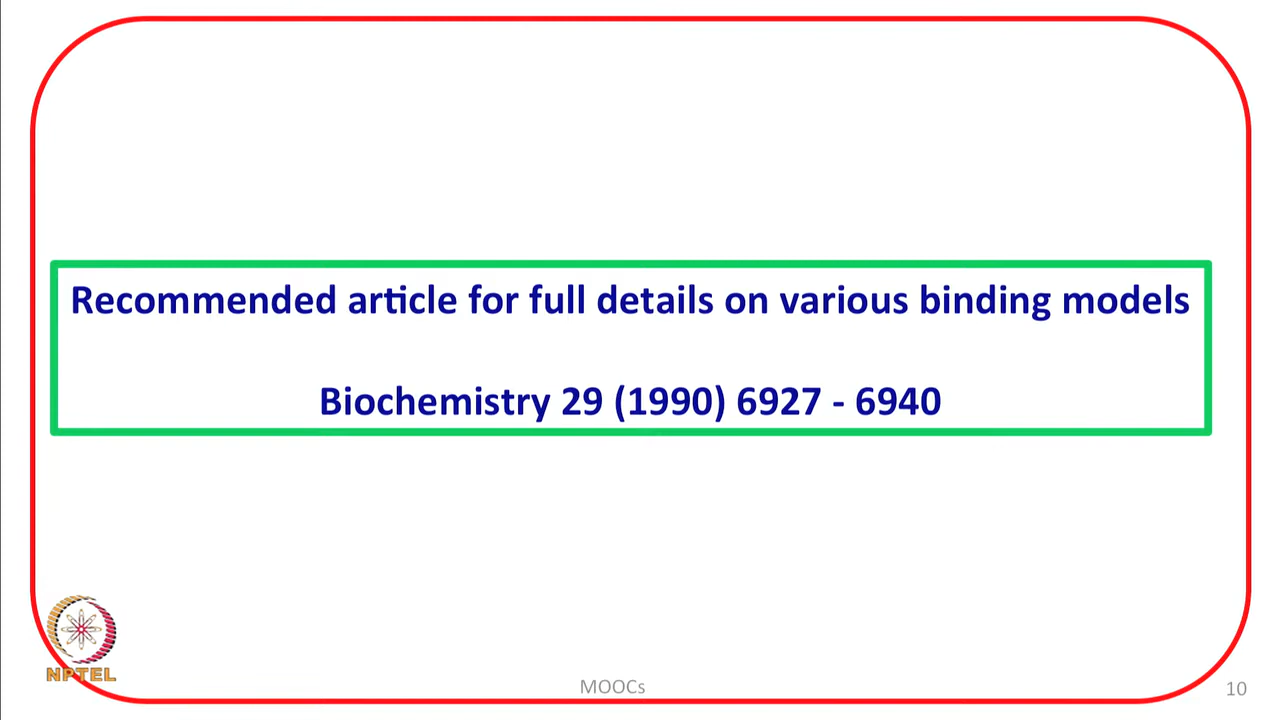 Recommended article for full details on various binding models
Biochemistry 29 (1990) 6927 - 6940
NPTEL
MOOCs
10